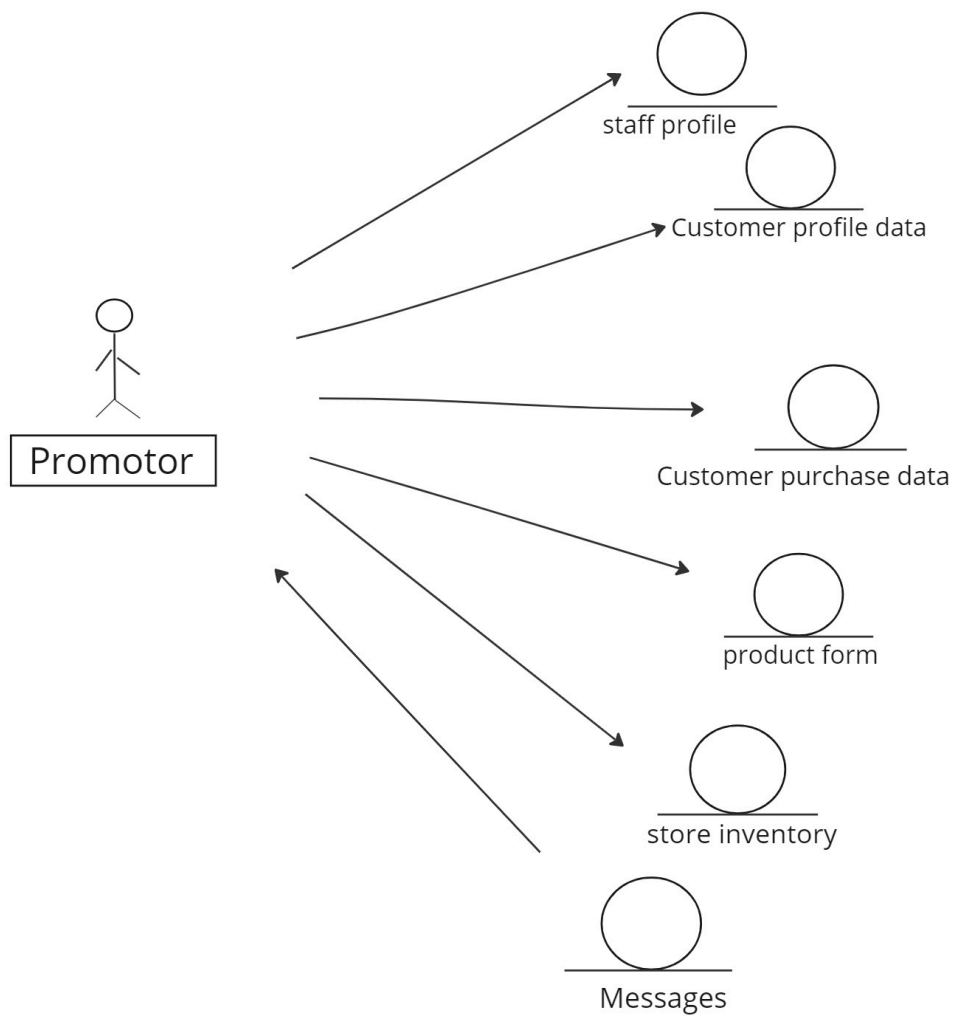 staff profile
Customer profile data
Promotor
Customer purchase data
product form
store inventory
Messages